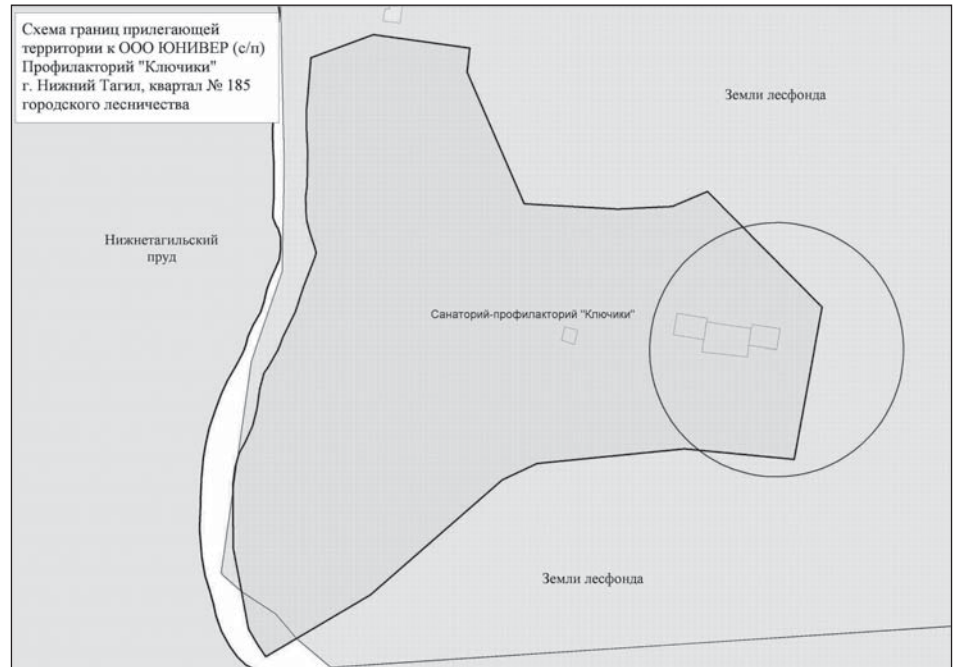 Схема границ прилегающей
территории к ООО ЮНИВЕР (с/п)
Профилакторий "Ключики"
г. Нижний Тагил, квартал № 185
городского лесничества
Земли лесфонда
Нижнетагильский
пруд
Санаторий-профилакторий "Ключики"
Земли лесфонда